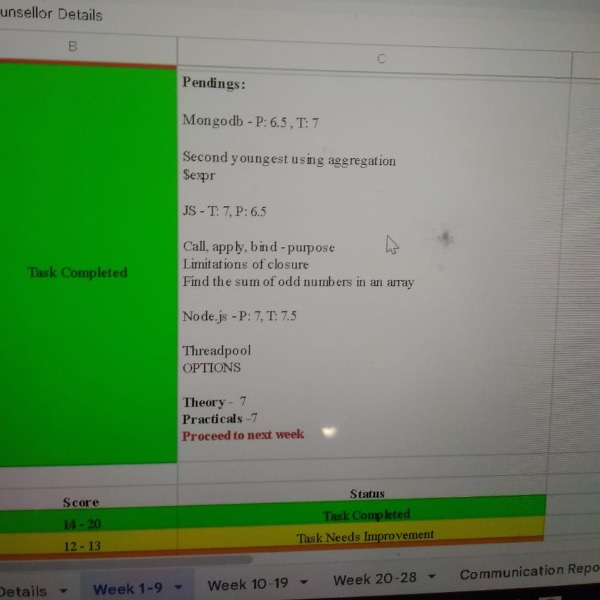 unsellor Details
B
C
Pendings:
Mongodb - P: 6.5 , T: 7
Second youngest using aggregation
$expr
JS - T: 7, P: 6.5
Call, apply, bind - purpose
Limitations of closure
Find the sum of odd numbers in an array
Task Completed
Node.js - P: 7, T: 7.5
Threadpool
OPTIONS
Theory - 7
Practicals -7
Proceed to next week
Score
Status
14 - 20
Task Completed
12 - 13
Task Needs Improvement
Details
Week 1-9
Week 10-19
Week 20-28
Communication Repo